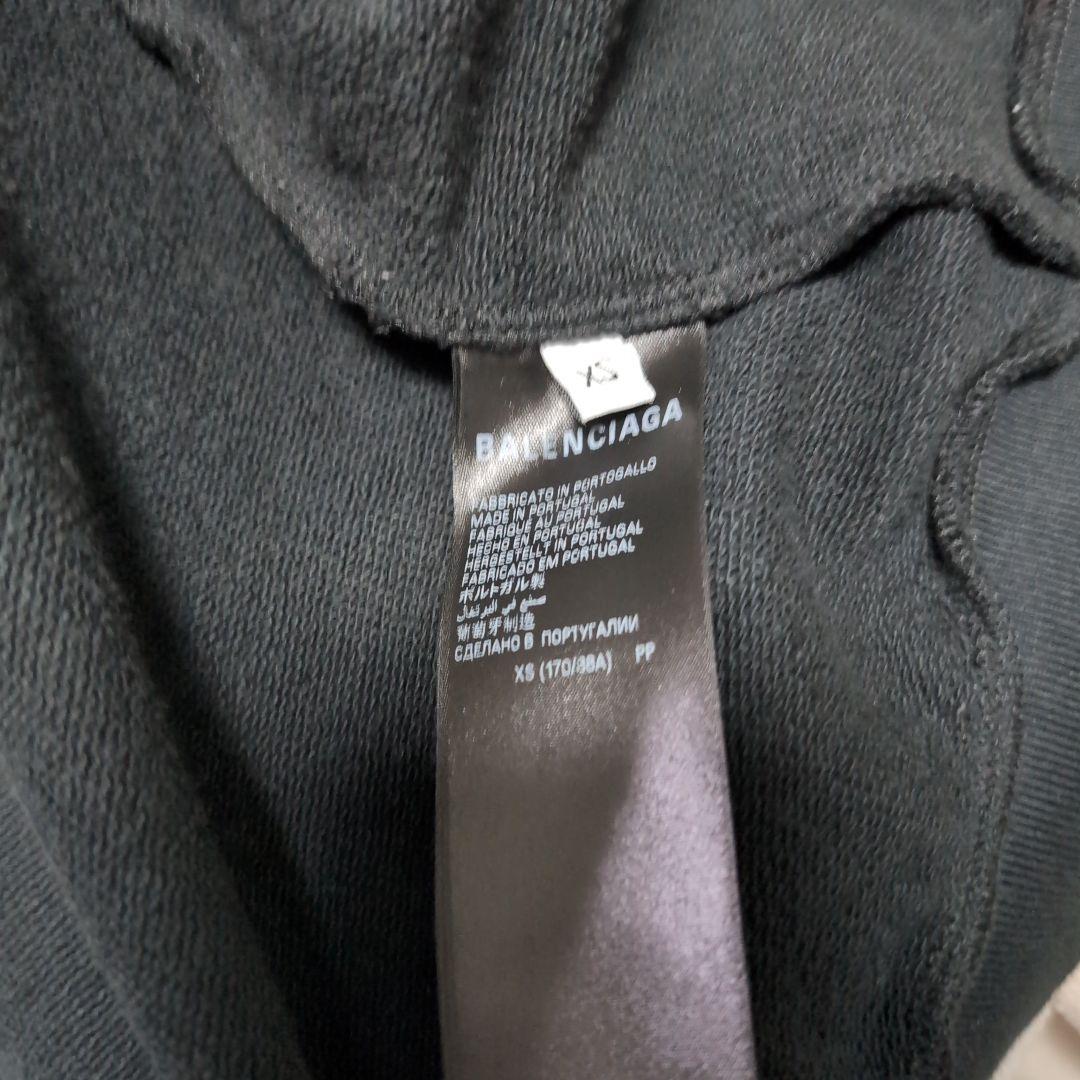 XS
BALENCIAGA
FABBRICATO IN PORTOGALLO
MADE IN PORTUGAL
FABRIQUE AU PORTUGAL
HECHO EN PORTUGAL
HERGESTELLT IN PORTUGAL
FABRICADO EM PORTUGAL
ポルトガル製
صنع في البرتغال
葡萄牙制造
СДЕЛАНО В ПОРТУГАЛИИ
XS (170/88A) PP